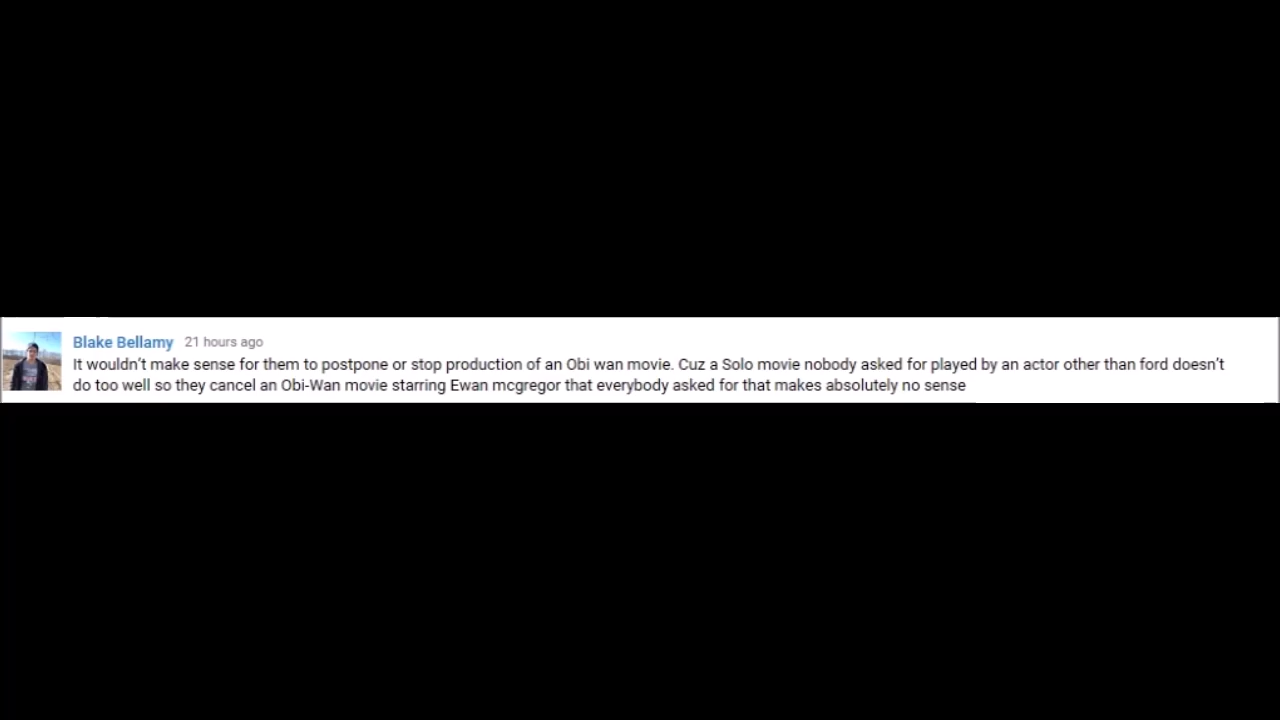 Blake Bellamy 21 hours ago
It wouldn't make sense for them to postpone or stop production of an Obi wan movie. Cuz a Solo movie nobody asked for played by an actor other than ford doesn't
do too well so they cancel an Obi-Wan movie starring Ewan mcgregor that everybody asked for that makes absolutely no sense